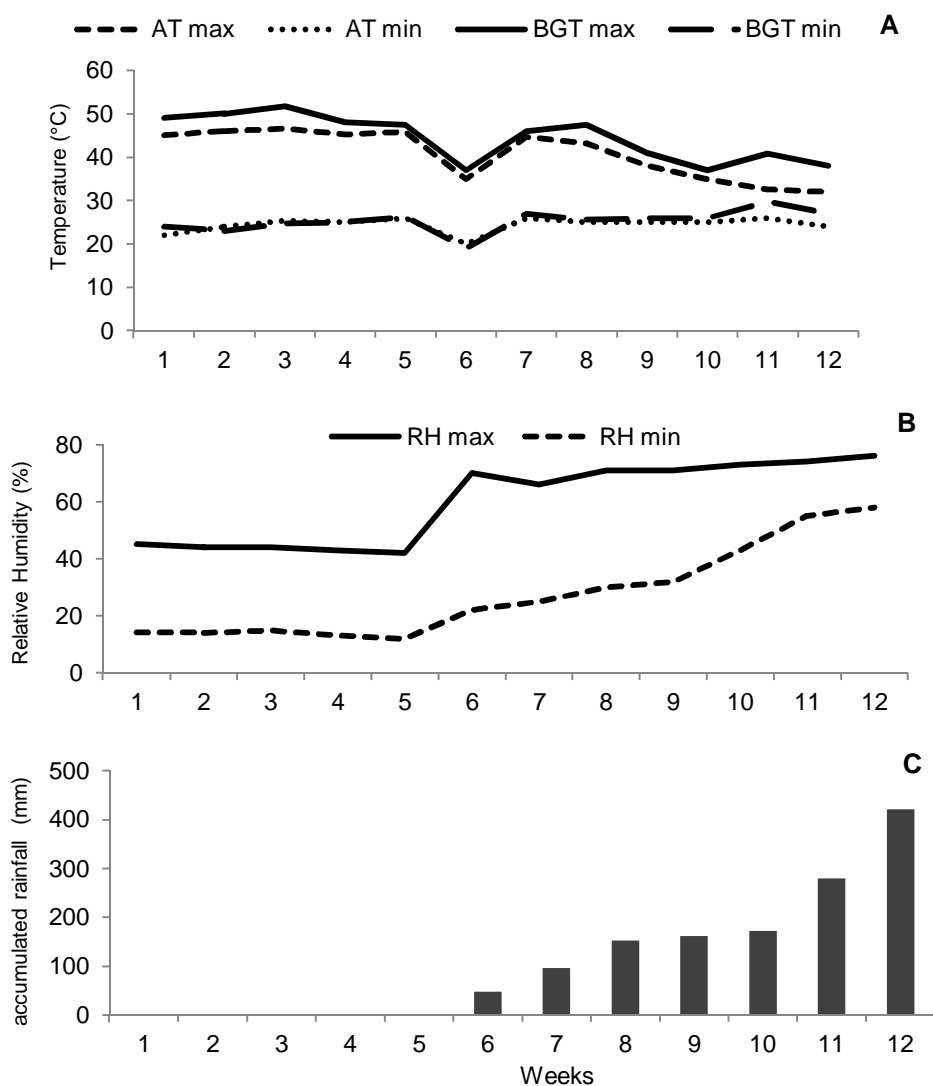 AT max AT min BGT max BGT min A
60
50
40
30
20
10
0
Temperature (°C)
1 2 3 4 5 6 7 8 9 10 11 12
RH max RH min B
80
60
40
20
0
Relative Humidity (%)
1 2 3 4 5 6 7 8 9 10 11 12
C
500
400
300
200
100
0
accumulated rainfall (mm)
1 2 3 4 5 6 7 8 9 10 11 12
Weeks